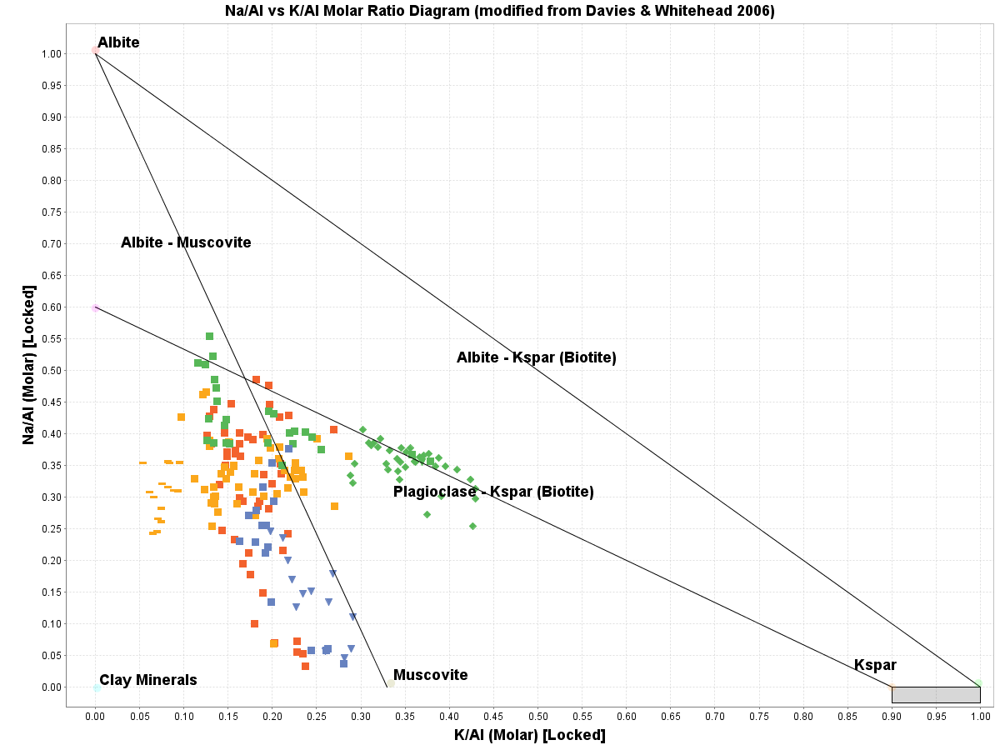 Na/Al vs K/Al Molar Ratio Diagram (modified from Davies & Whitehead 2006)
Albite
1.00
0.95
0.90
0.85
0.80
0.75
0.70
0.65
0.60
0.55
0.50
0.45
0.40
0.35
0.30
0.25
0.20
0.15
0.10
0.05
0.00
Na/Al (Molar) [Locked]
Albite - Muscovite
Albite - Kspar (Biotite)
Plagioclase - Kspar (Biotite)
Kspar
Muscovite
Clay Minerals
0.00 0.05 0.10 0.15 0.20 0.25 0.30 0.35 0.40 0.45 0.50 0.55 0.60 0.65 0.70 0.75 0.80 0.85 0.90 0.95 1.00
K/Al (Molar) [Locked]